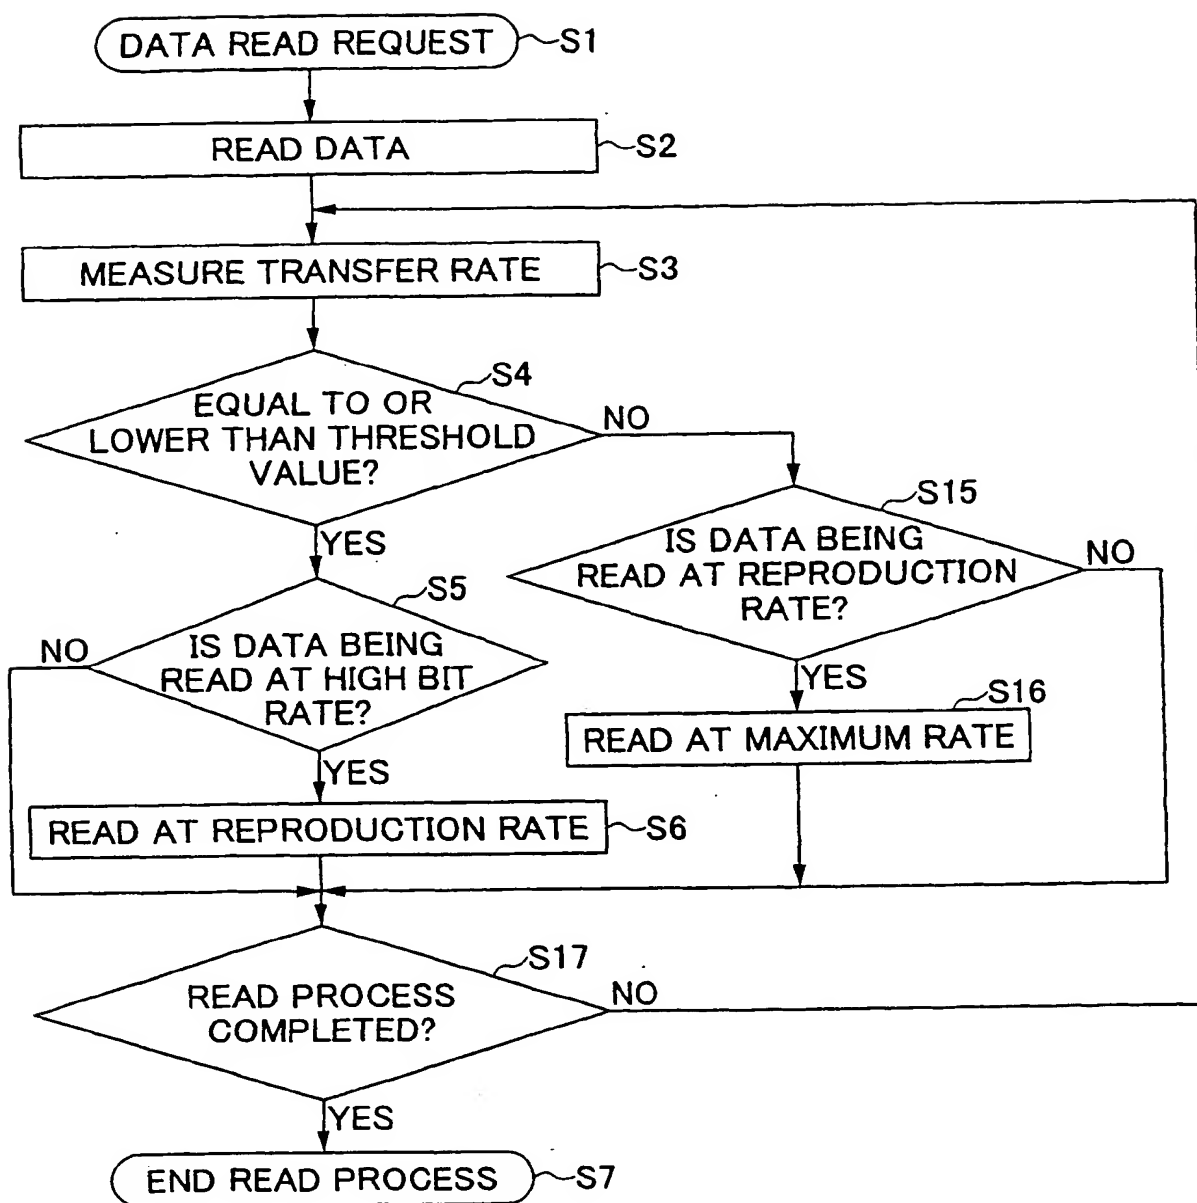 DATA READ REQUEST
S1
READ DATA
S2
MEASURE TRANSFER RATE
S3
S4
EQUAL TO OR
LOWER THAN THRESHOLD
VALUE?
NO
YES
S15
IS DATA BEING
READ AT REPRODUCTION
RATE?
NO
YES
S5
IS DATA BEING
READ AT HIGH BIT
RATE?
NO
YES
S16
READ AT MAXIMUM RATE
READ AT REPRODUCTION RATE
S6
S17
READ PROCESS
COMPLETED?
NO
YES
END READ PROCESS
S7